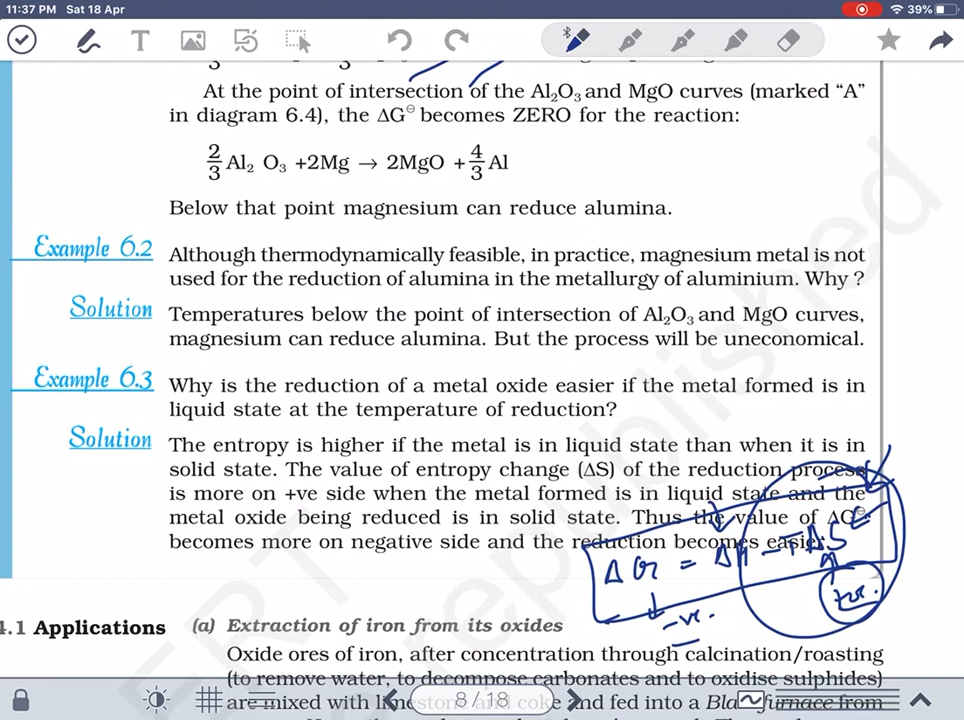 11:37 PM Sat 18 Apr 39%
At the point of intersection of the Al₂O₃ and MgO curves (marked “A”
in diagram 6.4), the ΔG⊖ becomes ZERO for the reaction:
2/3 Al₂ O₃ +2Mg → 2MgO + 4/3 Al
Below that point magnesium can reduce alumina.
Example 6.2 Although thermodynamically feasible, in practice, magnesium metal is not
used for the reduction of alumina in the metallurgy of aluminium. Why ?
Solution Temperatures below the point of intersection of Al₂O₃ and MgO curves,
magnesium can reduce alumina. But the process will be uneconomical.
Example 6.3 Why is the reduction of a metal oxide easier if the metal formed is in
liquid state at the temperature of reduction?
Solution The entropy is higher if the metal is in liquid state than when it is in
solid state. The value of entropy change (ΔS) of the reduction process
is more on +ve side when the metal formed is in liquid state and the
metal oxide being reduced is in solid state. Thus the value of ΔG⊖
becomes more on negative side and the reduction becomes easier.
ΔG = ΔH - TΔS
+ve.
-ve.
4.1 Applications (a) Extraction of iron from its oxides
Oxide ores of iron, after concentration through calcination/roasting
(to remove water, to decompose carbonates and to oxidise sulphides)
are mixed with limestone and coke and fed into a Blast furnace from
8 / 18
republished